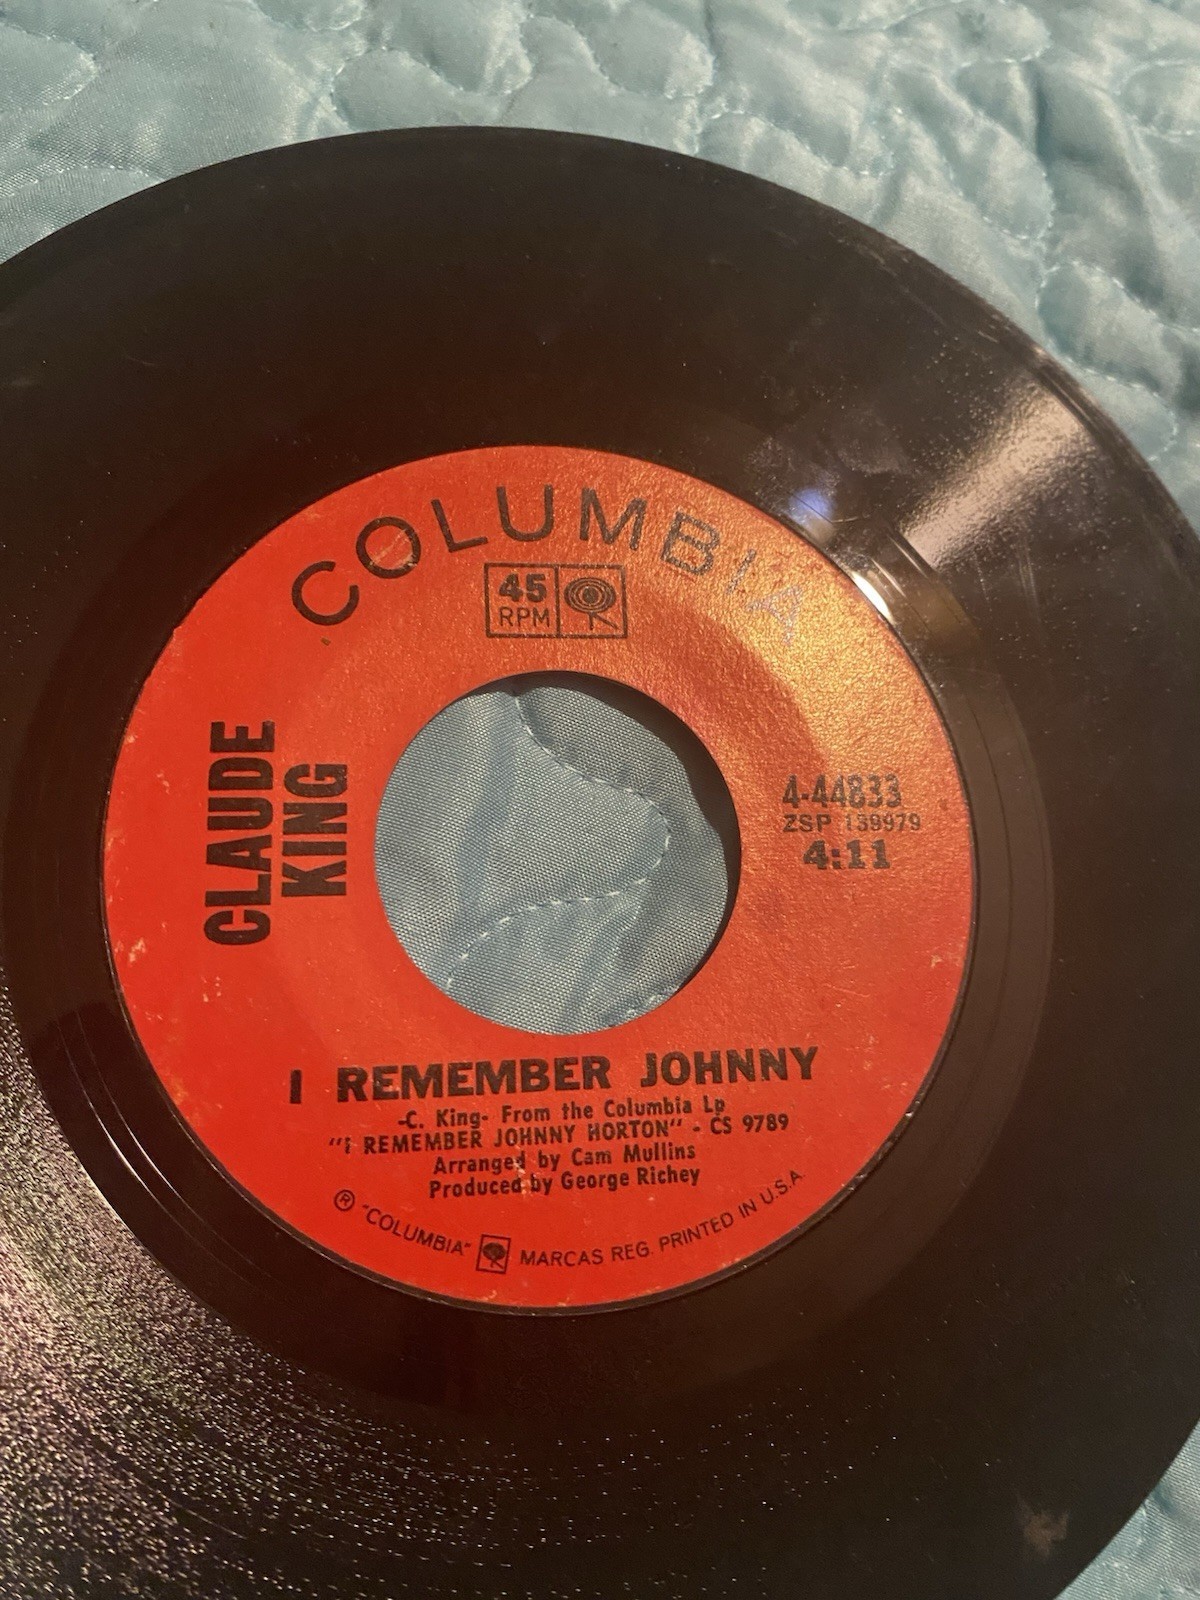 COLUMBIA
45
RPM
CLAUDE
KING
4-44833
ZSP 139979
4:11
I REMEMBER JOHNNY
-C. King- From the Columbia Lp
"I REMEMBER JOHNNY HORTON" - CS 9789
Arranged by Cam Mullins
Produced by George Richey
® "COLUMBIA" MARCAS REG. PRINTED IN U.S.A.